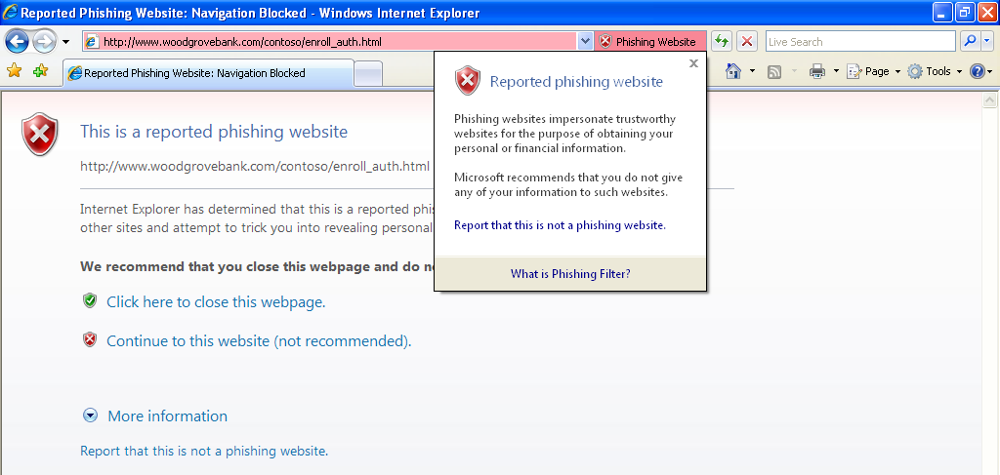 Reported Phishing Website: Navigation Blocked - Windows Internet Explorer
http://www.woodgrovebank.com/contoso/enroll_auth.html
Phishing Website
Live Search
Reported Phishing Website: Navigation Blocked
Page
Tools
Reported phishing website
Phishing websites impersonate trustworthy
websites for the purpose of obtaining your
personal or financial information.
Microsoft recommends that you do not give
any of your information to such websites.
Report that this is not a phishing website.
What is Phishing Filter?
This is a reported phishing website
http://www.woodgrovebank.com/contoso/enroll_auth.html
Internet Explorer has determined that this is a reported phi
other sites and attempt to trick you into revealing personal
We recommend that you close this webpage and do n
Click here to close this webpage.
Continue to this website (not recommended).
More information
Report that this is not a phishing website.